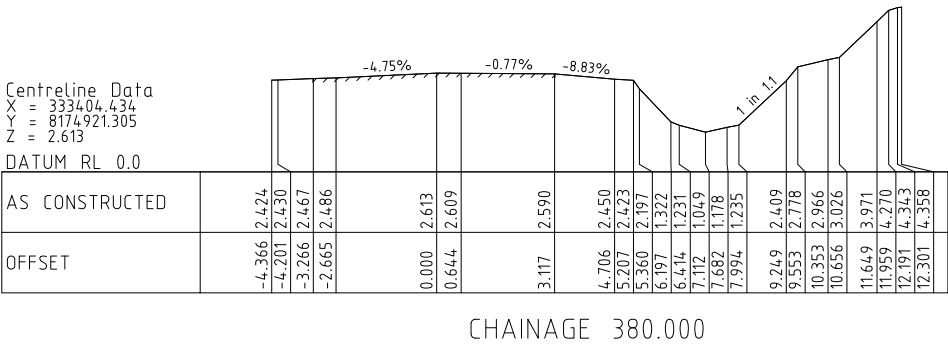 -4.75%
-0.77%
-8.83%
1 in 1.1
Centreline Data
X = 333404.434
Y = 8174921.305
Z = 2.613
DATUM RL 0.0
AS CONSTRUCTED 2.424 2.430 2.467 2.486 2.613 2.609 2.590 2.450 2.423 2.197 1.322 1.231 1.049 1.178 1.235 2.409 2.778 2.966 3.026 3.971 4.270 4.343 4.358
OFFSET -4.366 -4.201 -3.266 -2.665 0.000 0.644 3.117 4.706 5.207 5.360 6.197 6.414 7.112 7.682 7.994 9.249 9.553 10.353 10.656 11.649 11.959 12.191 12.301
CHAINAGE 380.000